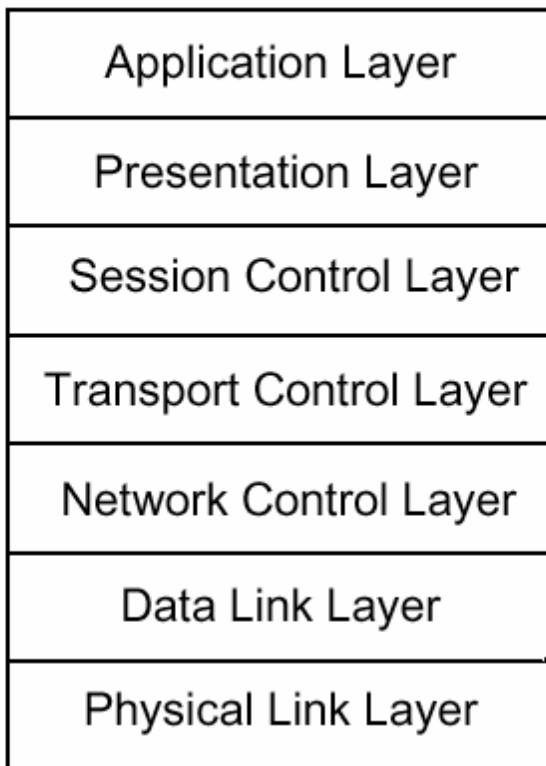 Application Layer
Presentation Layer
Session Control Layer
Transport Control Layer
Network Control Layer
Data Link Layer
Physical Link Layer